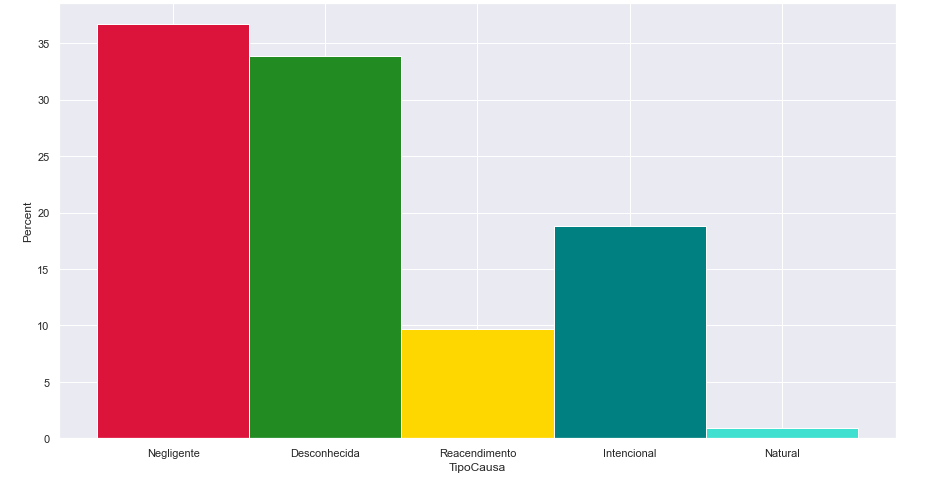 35
30
25
20
15
10
5
0
Percent
Negligente Desconhecida Reacendimento Intencional Natural
TipoCausa